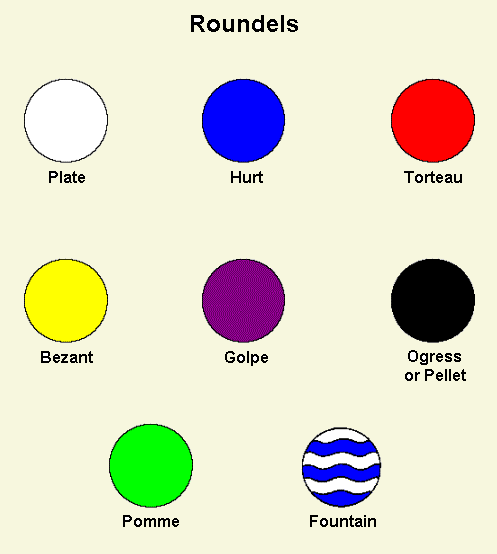 Roundels
Plate
Hurt
Torteau
Bezant
Golpe
Ogress
or Pellet
Pomme
Fountain